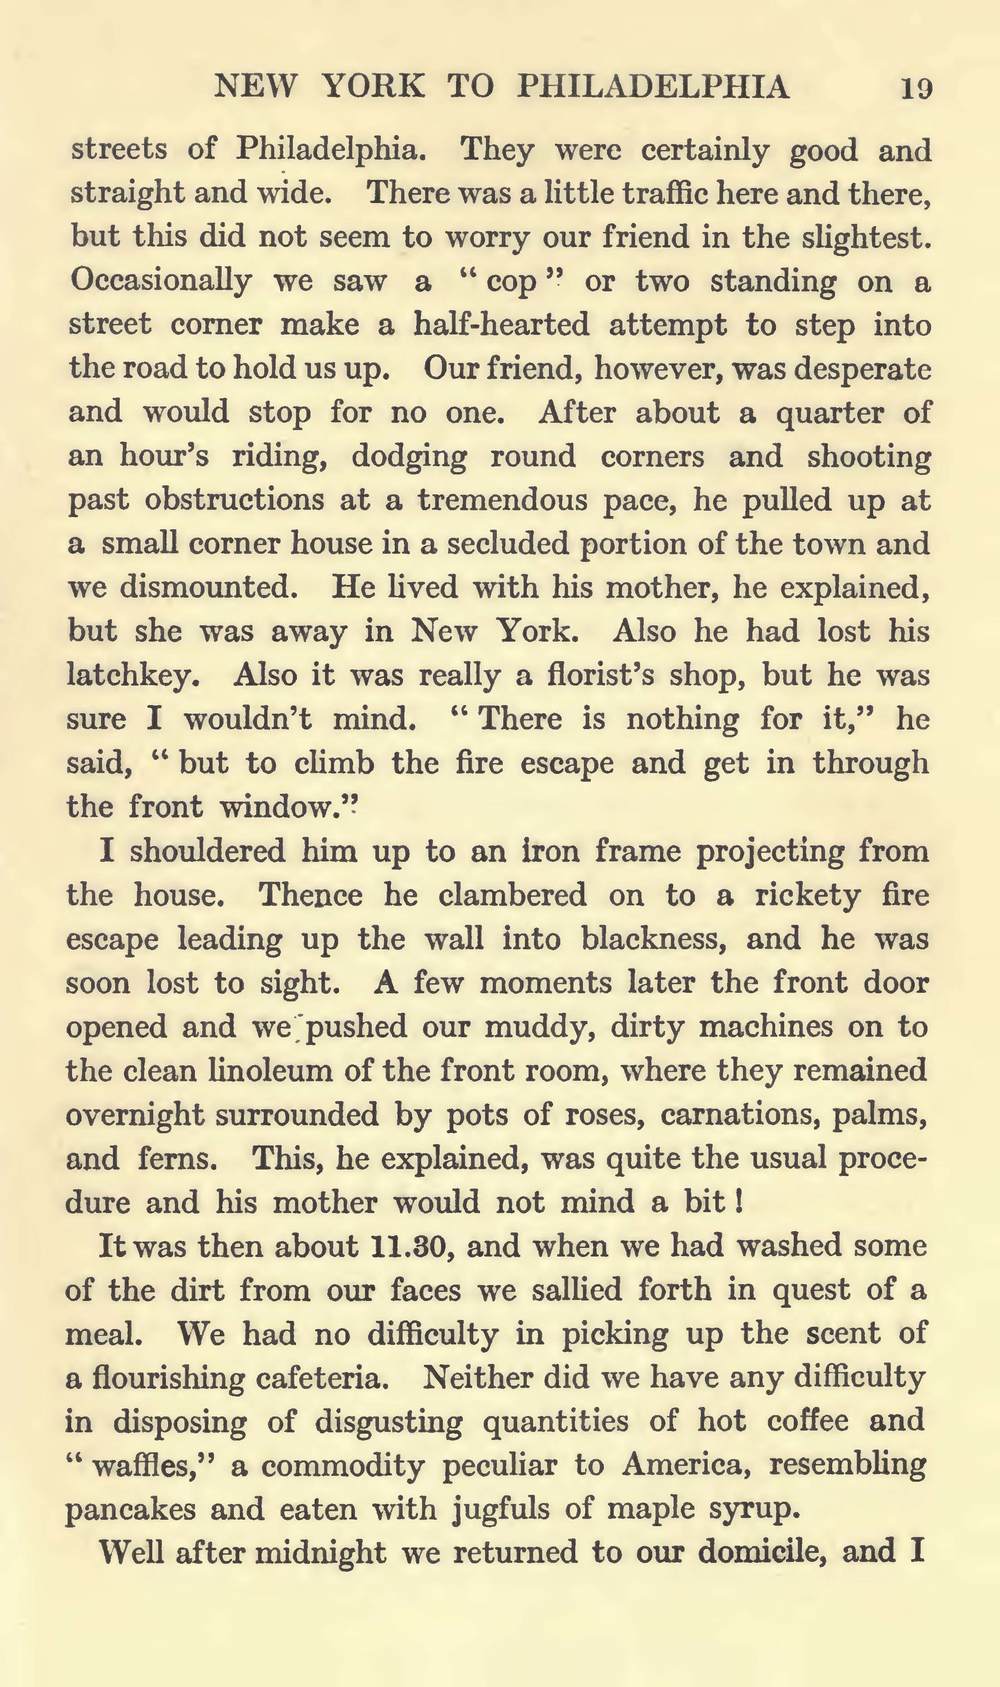 NEW YORK TO PHILADELPHIA 19
streets of Philadelphia. They were certainly good and
straight and wide. There was a little traffic here and there,
but this did not seem to worry our friend in the slightest.
Occasionally we saw a “ cop ” or two standing on a
street corner make a half-hearted attempt to step into
the road to hold us up. Our friend, however, was desperate
and would stop for no one. After about a quarter of
an hour’s riding, dodging round corners and shooting
past obstructions at a tremendous pace, he pulled up at
a small corner house in a secluded portion of the town and
we dismounted. He lived with his mother, he explained,
but she was away in New York. Also he had lost his
latchkey. Also it was really a florist’s shop, but he was
sure I wouldn’t mind. “ There is nothing for it,” he
said, “ but to climb the fire escape and get in through
the front window.”
I shouldered him up to an iron frame projecting from
the house. Thence he clambered on to a rickety fire
escape leading up the wall into blackness, and he was
soon lost to sight. A few moments later the front door
opened and we pushed our muddy, dirty machines on to
the clean linoleum of the front room, where they remained
overnight surrounded by pots of roses, carnations, palms,
and ferns. This, he explained, was quite the usual proce-
dure and his mother would not mind a bit !
It was then about 11.30, and when we had washed some
of the dirt from our faces we sallied forth in quest of a
meal. We had no difficulty in picking up the scent of
a flourishing cafeteria. Neither did we have any difficulty
in disposing of disgusting quantities of hot coffee and
“ waffles,” a commodity peculiar to America, resembling
pancakes and eaten with jugfuls of maple syrup.
Well after midnight we returned to our domicile, and I